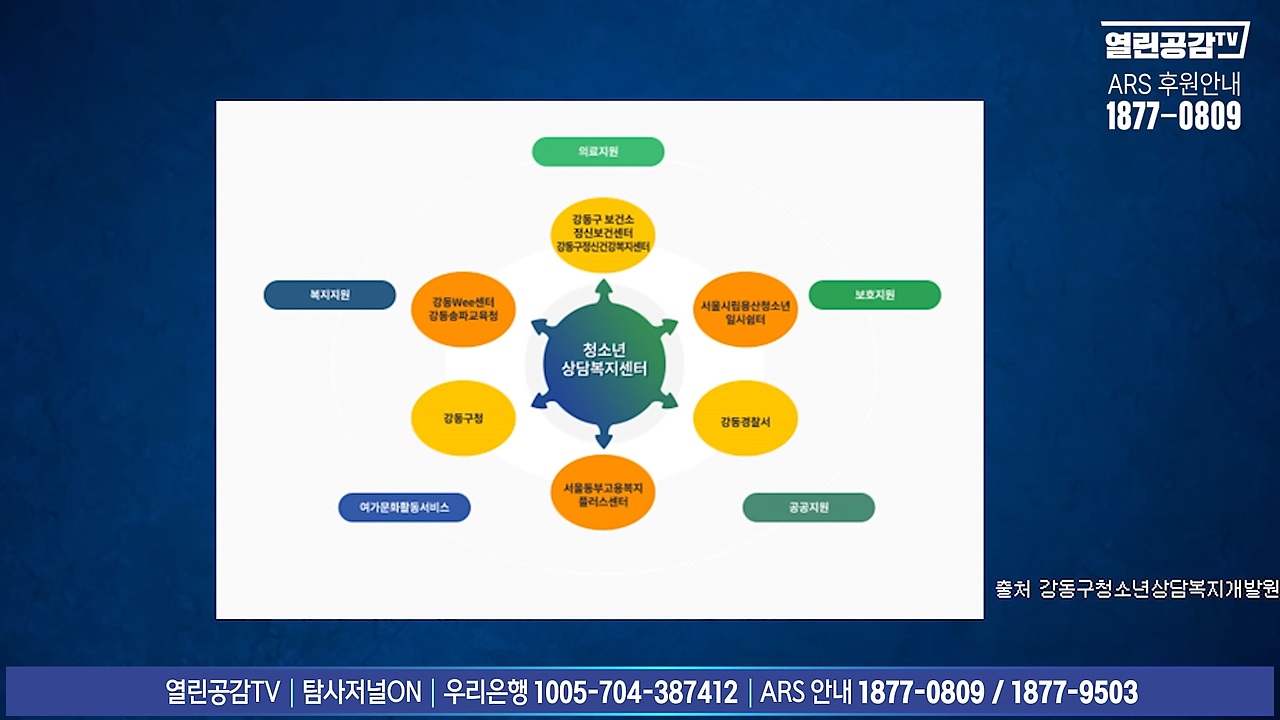 열린공감TV
ARS 후원안내
1877-0809
의료지원
강동구 보건소
정신보건센터
강동구정신건강복지센터
복지지원
강동Wee센터
강동송파교육청
서울시립용산청소년
일시쉼터
보호지원
청소년
상담복지센터
강동구청
강동경찰서
서울동부고용복지
플러스센터
여가문화활동서비스
공공지원
출처 강동구청소년상담복지개발원
열린공감TV | 탐사저널ON | 우리은행 1005-704-387412 | ARS 안내 1877-0809 / 1877-9503